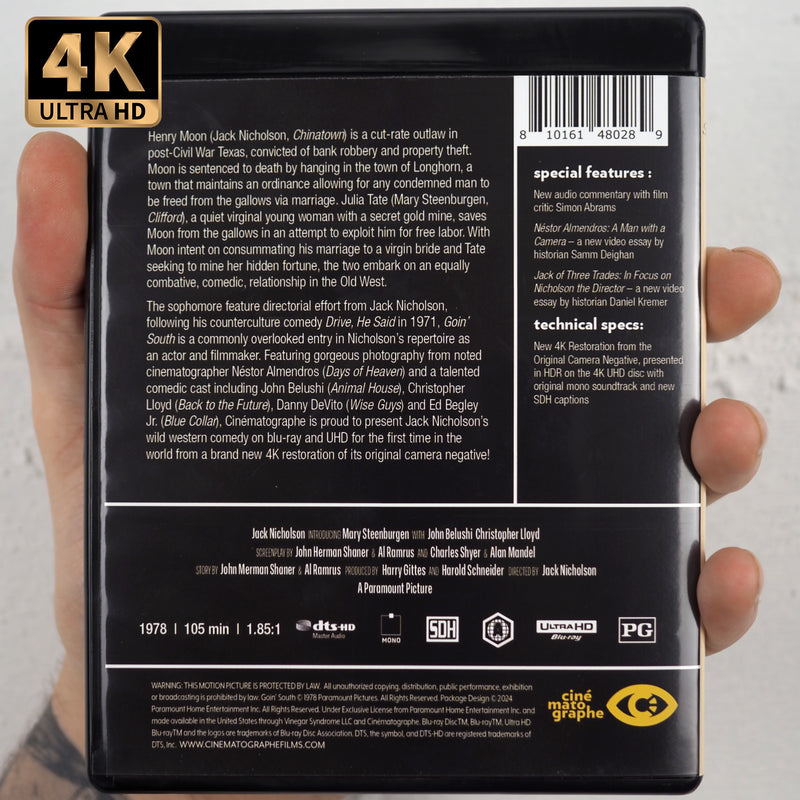 4K
ULTRA HD
Henry Moon (Jack Nicholson, Chinatown) is a cut-rate outlaw in
post-Civil War Texas, convicted of bank robbery and property theft.
Moon is sentenced to death by hanging in the town of Longhorn, a
town that maintains an ordinance allowing for any condemned man to
be freed from the gallows via marriage. Julia Tate (Mary Steenburgen,
Clifford), a quiet virginal young woman with a secret gold mine, saves
Moon from the gallows in an attempt to exploit him for free labor. With
Moon intent on consummating his marriage to a virgin bride and Tate
seeking to mine her hidden fortune, the two embark on an equally
combative, comedic, relationship in the Old West.
The sophomore feature directorial effort from Jack Nicholson,
following his counterculture comedy Drive, He Said in 1971, Goin'
South is a commonly overlooked entry in Nicholson's repertoire as
an actor and filmmaker. Featuring gorgeous photography from noted
cinematographer Néstor Almendros (Days of Heaven) and a talented
comedic cast including John Belushi (Animal House), Christopher
Lloyd (Back to the Future), Danny DeVito (Wise Guys) and Ed Begley
Jr. (Blue Collar), Cinématographe is proud to present Jack Nicholson's
wild western comedy on blu-ray and UHD for the first time in the
world from a brand new 4K restoration of its original camera negative!
8 10161 48028 9
special features :
New audio commentary with film
critic Simon Abrams
Néstor Almendros: A Man with a
Camera – a new video essay by
historian Samm Deighan
Jack of Three Trades: In Focus on
Nicholson the Director – a new video
essay by historian Daniel Kremer
technical specs:
New 4K Restoration from the
Original Camera Negative, presented
in HDR on the 4K UHD disc with
original mono soundtrack and new
SDH captions
Jack Nicholson INTRODUCING Mary Steenburgen WITH John Belushi Christopher Lloyd
SCREENPLAY BY John Herman Shaner & Al Ramrus AND Charles Shyer & Alan Mandel
STORY BY John Merman Shaner & Al Ramrus PRODUCED BY Harry Gittes AND Harold Schneider DIRECTED BY Jack Nicholson
A Paramount Picture
1978 | 105 min | 1.85:1 dts-HD Master Audio MONO SDH ULTRA HD Blu-ray PG
WARNING: THIS MOTION PICTURE IS PROTECTED BY LAW. All unauthorized copying, distribution, public performance, exhibition
or broadcasting is prohibited by law. Goin' South © 1978 Paramount Pictures. All Rights Reserved. Package Design © 2024
Paramount Home Entertainment Inc. All Rights Reserved. Under Exclusive License from Paramount Home Entertainment Inc. and
made available in the United States through Vinegar Syndrome LLC and Cinématographe. Blu-ray DiscTM, Blu-rayTM, Ultra HD
Blu-rayTM and the logos are trademarks of Blu-ray Disc Association. DTS, the symbol, and DTS-HD are registered trademarks of
DTS, Inc. WWW.CINEMATOGRAPHEFILMS.COM
ciné
mato
graphe